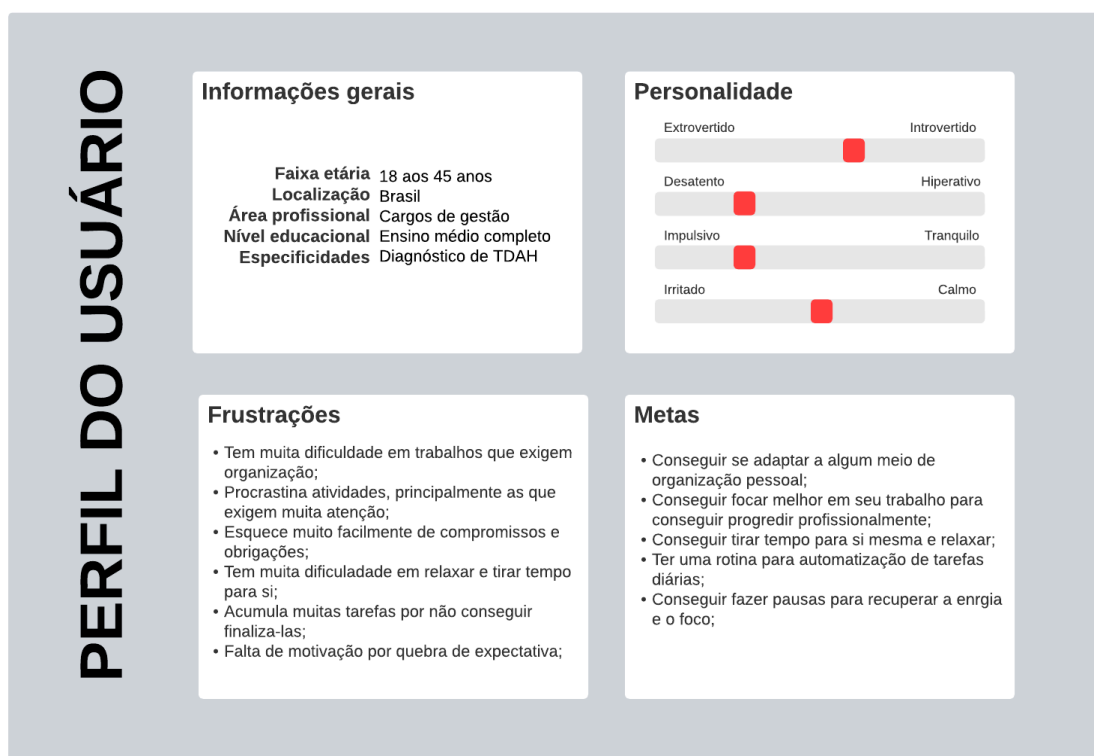 PERFIL DO USUÁRIO
Informações gerais
Faixa etária 18 aos 45 anos
Localização Brasil
Área profissional Cargos de gestão
Nível educacional Ensino médio completo
Especificidades Diagnóstico de TDAH
Personalidade
Extrovertido Introvertido
Desatento Hiperativo
Impulsivo Tranquilo
Irritado Calmo
Frustrações
• Tem muita dificuldade em trabalhos que exigem
organização;
• Procrastina atividades, principalmente as que
exigem muita atenção;
• Esquece muito facilmente de compromissos e
obrigações;
• Tem muita dificuladade em relaxar e tirar tempo
para si;
• Acumula muitas tarefas por não conseguir
finaliza-las;
• Falta de motivação por quebra de expectativa;
Metas
• Conseguir se adaptar a algum meio de
organização pessoal;
• Conseguir focar melhor em seu trabalho para
conseguir progredir profissionalmente;
• Conseguir tirar tempo para si mesma e relaxar;
• Ter uma rotina para automatização de tarefas
diárias;
• Conseguir fazer pausas para recuperar a enrgia
e o foco;